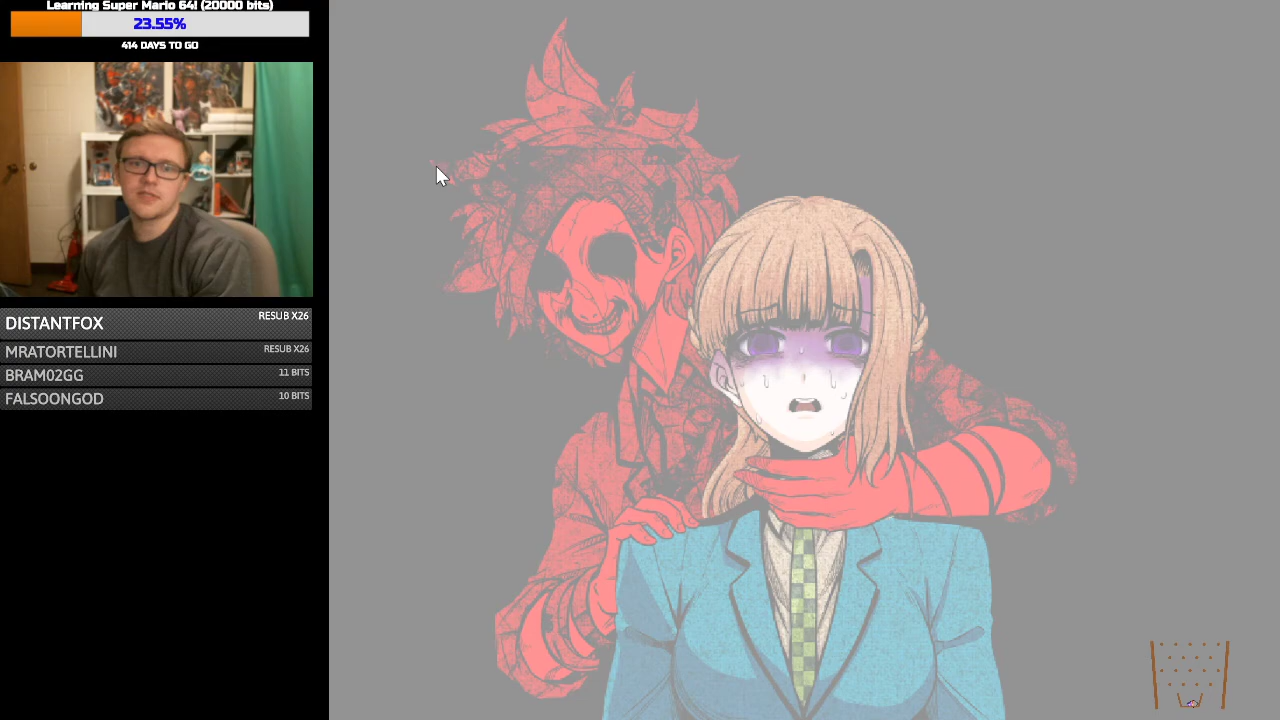 Learning Super Mario 64! (20000 bits)
23.55%
414 DAYS TO GO
DISTANTFOX RESUB X26
MRATORTELLINI RESUB X26
BRAM02GG 11 BITS
FALSOONGOD 10 BITS